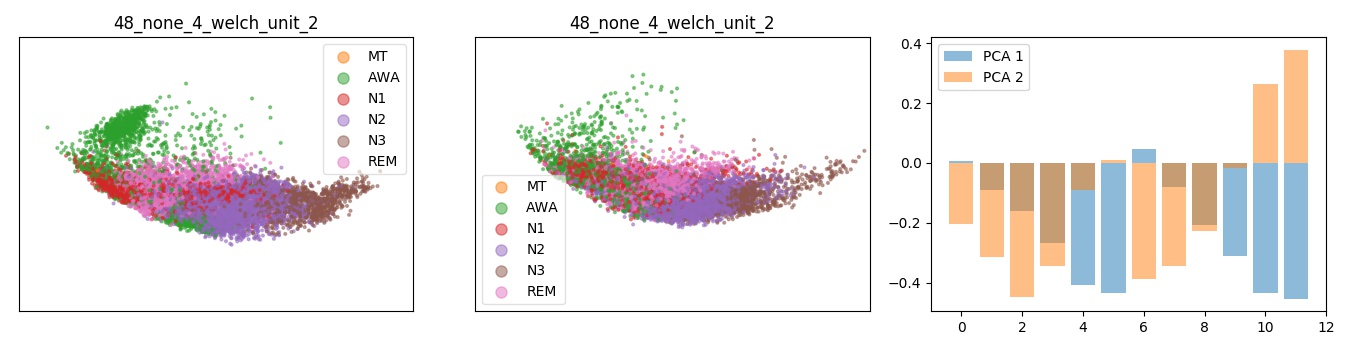 48_none_4_welch_unit_2
MT
AWA
N1
N2
N3
REM
48_none_4_welch_unit_2
MT
AWA
N1
N2
N3
REM
PCA 1
PCA 2
0.4
0.2
0.0
−0.2
−0.4
0 2 4 6 8 10 12